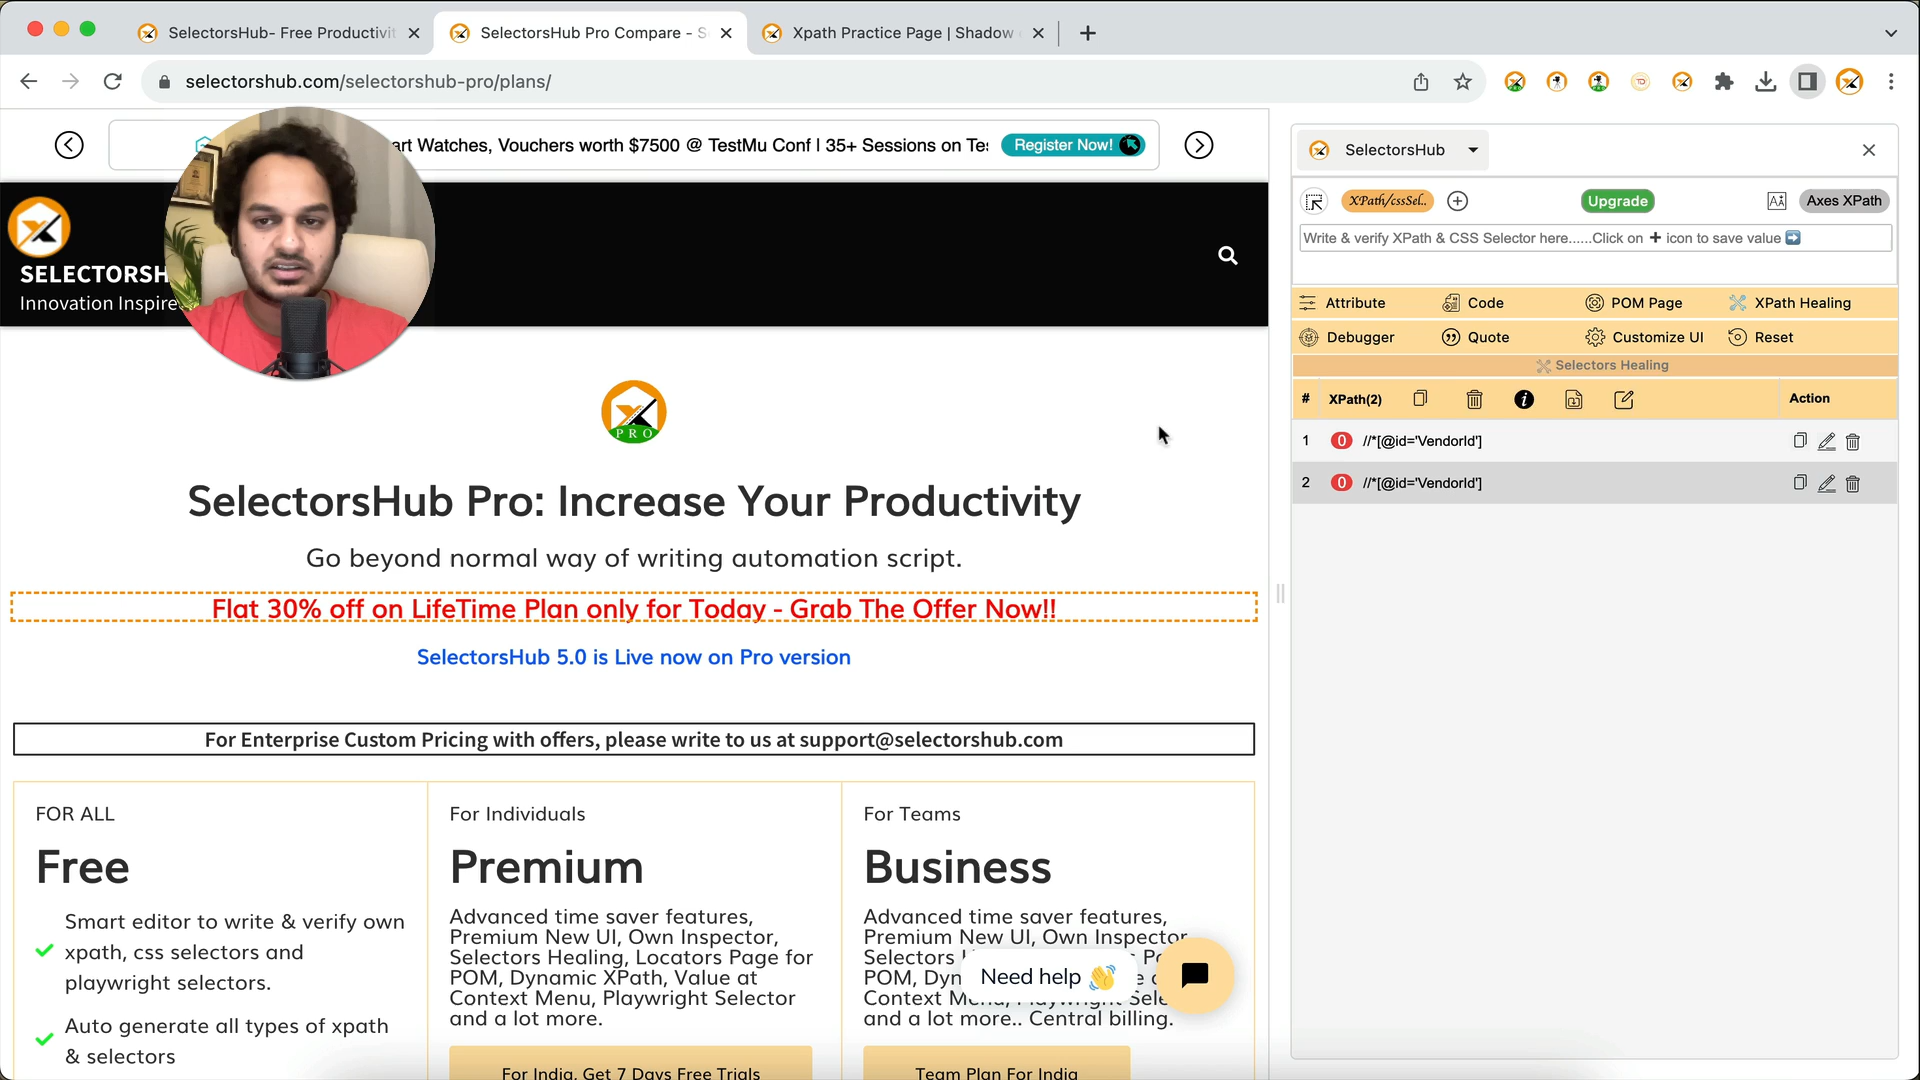 SelectorsHub- Free Productivit
SelectorsHub Pro Compare - S
Xpath Practice Page | Shadow
selectorshub.com/selectorshub-pro/plans/
art Watches, Vouchers worth $7500 @ TestMu Conf | 35+ Sessions on Tes
Register Now!
SELECTORSH
Innovation Inspire
PRO
SelectorsHub Pro: Increase Your Productivity
Go beyond normal way of writing automation script.
Flat 30% off on LifeTime Plan only for Today - Grab The Offer Now!!
SelectorsHub 5.0 is Live now on Pro version
For Enterprise Custom Pricing with offers, please write to us at support@selectorshub.com
FOR ALL
Free
Smart editor to write & verify own
xpath, css selectors and
playwright selectors.
Auto generate all types of xpath
& selectors
For Individuals
Premium
Advanced time saver features,
Premium New UI, Own Inspector,
Selectors Healing, Locators Page for
POM, Dynamic XPath, Value at
Context Menu, Playwright Selector
and a lot more.
For India, Get 7 Days Free Trials
For Teams
Business
Advanced time saver features,
Premium New UI, Own Inspector
Selectors
POM, Dyn
Context Menu, Playwright Sele
and a lot more.. Central billing.
Team Plan For India
Need help 👋
SelectorsHub
XPath/cssSel..
Upgrade
Axes XPath
Write & verify XPath & CSS Selector here......Click on + icon to save value ➡
Attribute
Code
POM Page
XPath Healing
Debugger
Quote
Customize UI
Reset
Selectors Healing
# XPath(2) Action
1 0 //*[@id='VendorId']
2 0 //*[@id='VendorId']